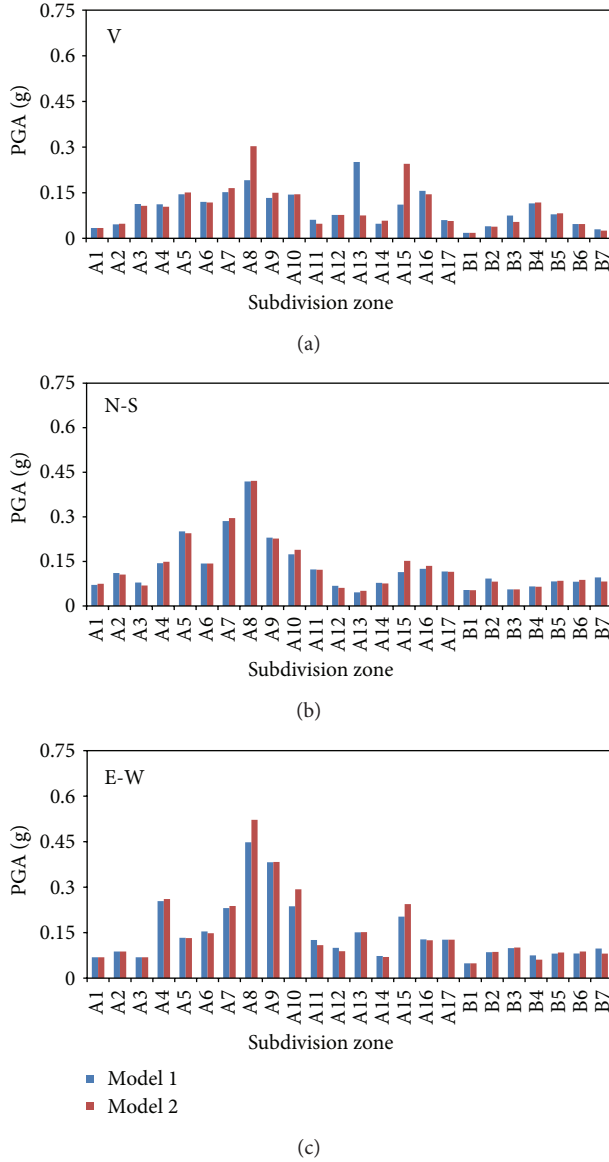 V
PGA (g)
0.75
0.6
0.45
0.3
0.15
0
A1 A2 A3 A4 A5 A6 A7 A8 A9 A10 A11 A12 A13 A14 A15 A16 A17 B1 B2 B3 B4 B5 B6 B7
Subdivision zone
(a)
N-S
PGA (g)
0.75
0.6
0.45
0.3
0.15
0
A1 A2 A3 A4 A5 A6 A7 A8 A9 A10 A11 A12 A13 A14 A15 A16 A17 B1 B2 B3 B4 B5 B6 B7
Subdivision zone
(b)
E-W
PGA (g)
0.75
0.6
0.45
0.3
0.15
0
A1 A2 A3 A4 A5 A6 A7 A8 A9 A10 A11 A12 A13 A14 A15 A16 A17 B1 B2 B3 B4 B5 B6 B7
Subdivision zone
Model 1
Model 2
(c)